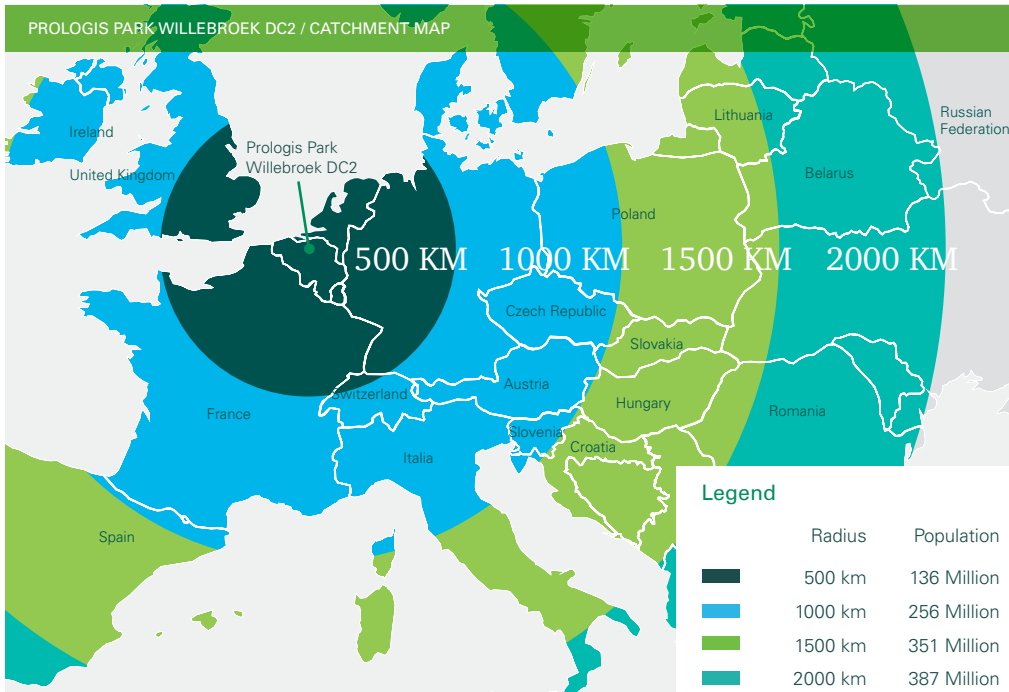 PROLOGIS PARK WILLEBROEK DC2 / CATCHMENT MAP
Ireland
United Kingdom
Prologis Park
Willebroek DC2
Lithuania
Russian
Federation
Belarus
Poland
500 KM
1000 KM
1500 KM
2000 KM
Czech Republic
Slovakia
Austria
Switzerland
Hungary
France
Romania
Slovenia
Croatia
Italia
Spain
Legend
Radius Population
500 km 136 Million
1000 km 256 Million
1500 km 351 Million
2000 km 387 Million